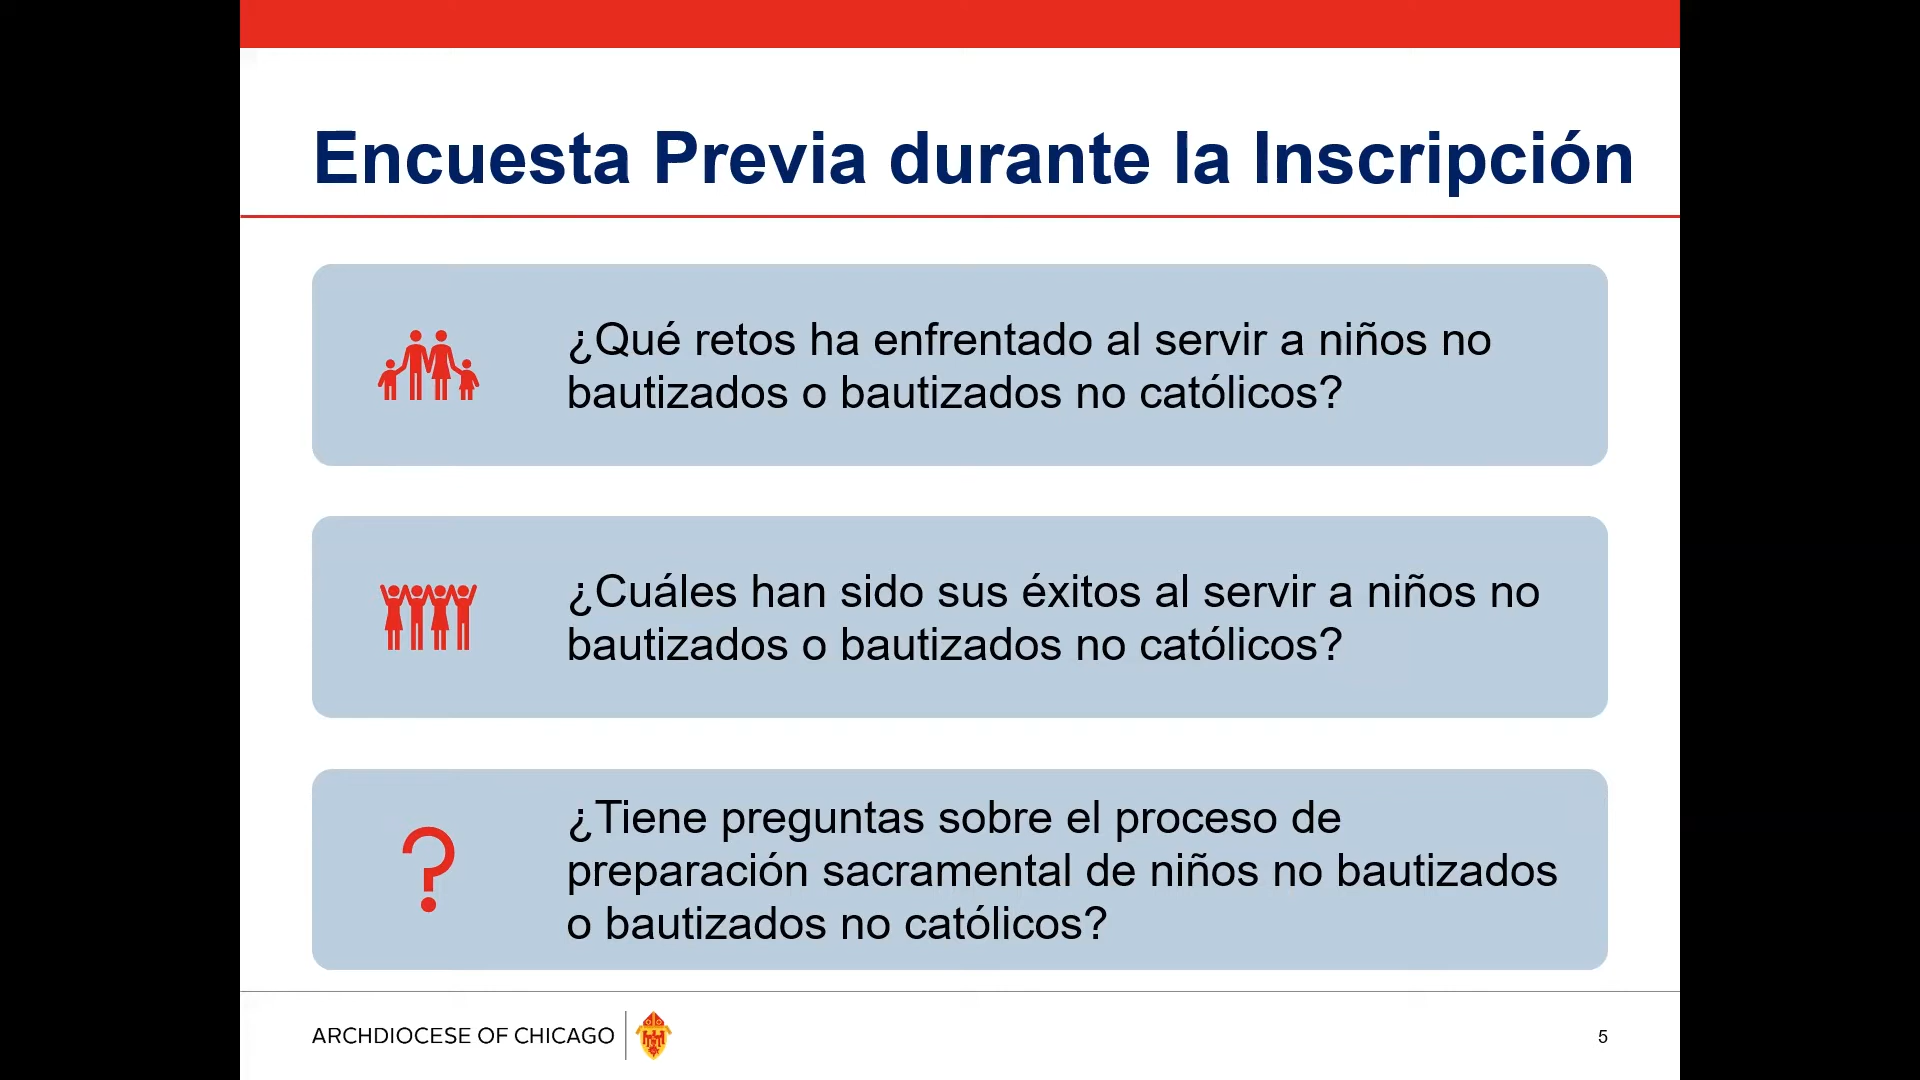 Encuesta Previa durante la Inscripción
¿Qué retos ha enfrentado al servir a niños no
bautizados o bautizados no católicos?
¿Cuáles han sido sus éxitos al servir a niños no
bautizados o bautizados no católicos?
?
¿Tiene preguntas sobre el proceso de
preparación sacramental de niños no bautizados
o bautizados no católicos?
ARCHDIOCESE OF CHICAGO
5